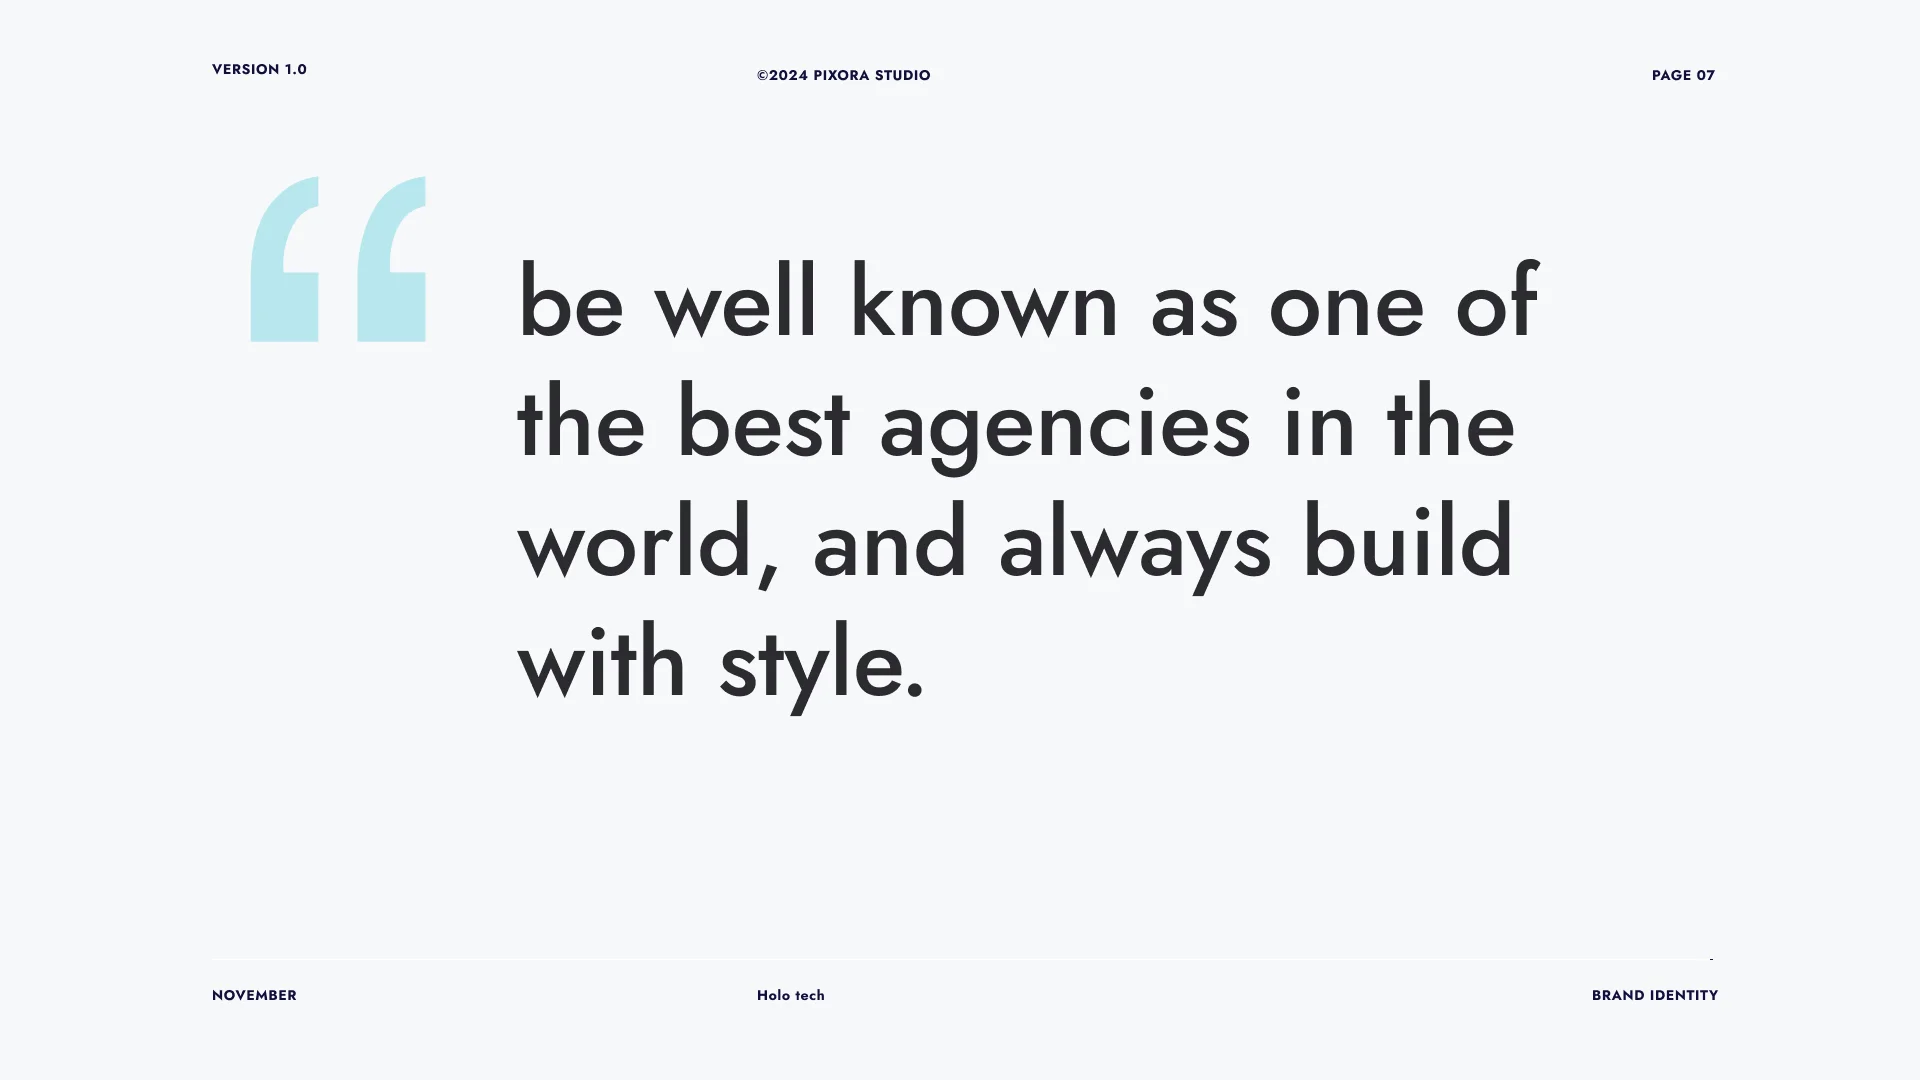 VERSION 1.0
©2024 PIXORA STUDIO
PAGE 07
“
be well known as one of
the best agencies in the
world, and always build
with style.
NOVEMBER
Holo tech
BRAND IDENTITY